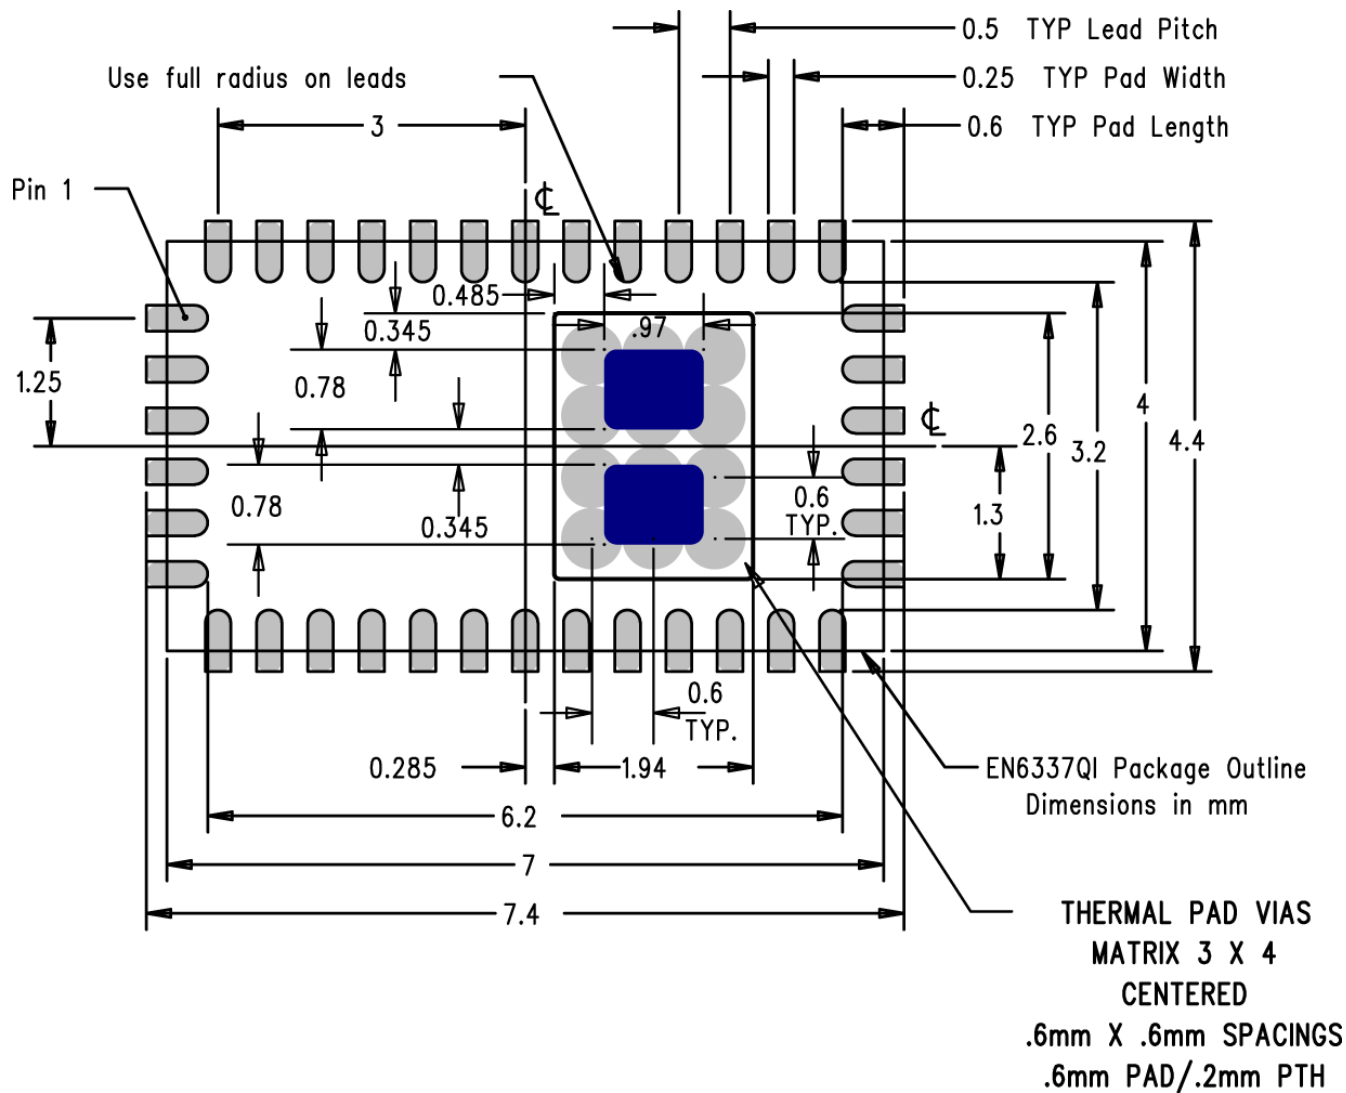 0.5 TYP Lead Pitch
Use full radius on leads
0.25 TYP Pad Width
3
0.6 TYP Pad Length
Pin 1
℄
0.485
0.345
.97
1.25
0.78
4
℄
2.6
3.2
4.4
0.78
0.345
0.6
TYP.
1.3
0.6
TYP.
0.285
1.94
EN6337QI Package Outline
Dimensions in mm
6.2
7
7.4
THERMAL PAD VIAS
MATRIX 3 X 4
CENTERED
.6mm X .6mm SPACINGS
.6mm PAD/.2mm PTH